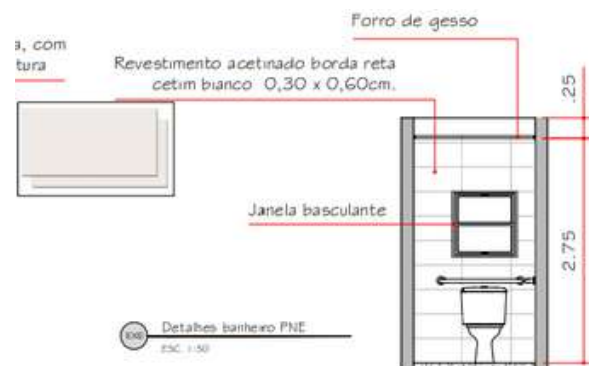 Forro de gesso
a, com
tura
Revestimento acetinado borda reta
cetim bianco 0,30 x 0,60cm.
.25
Janela basculante
2.75
EXE
Detalhes banheiro PNE
ESC. 1:50